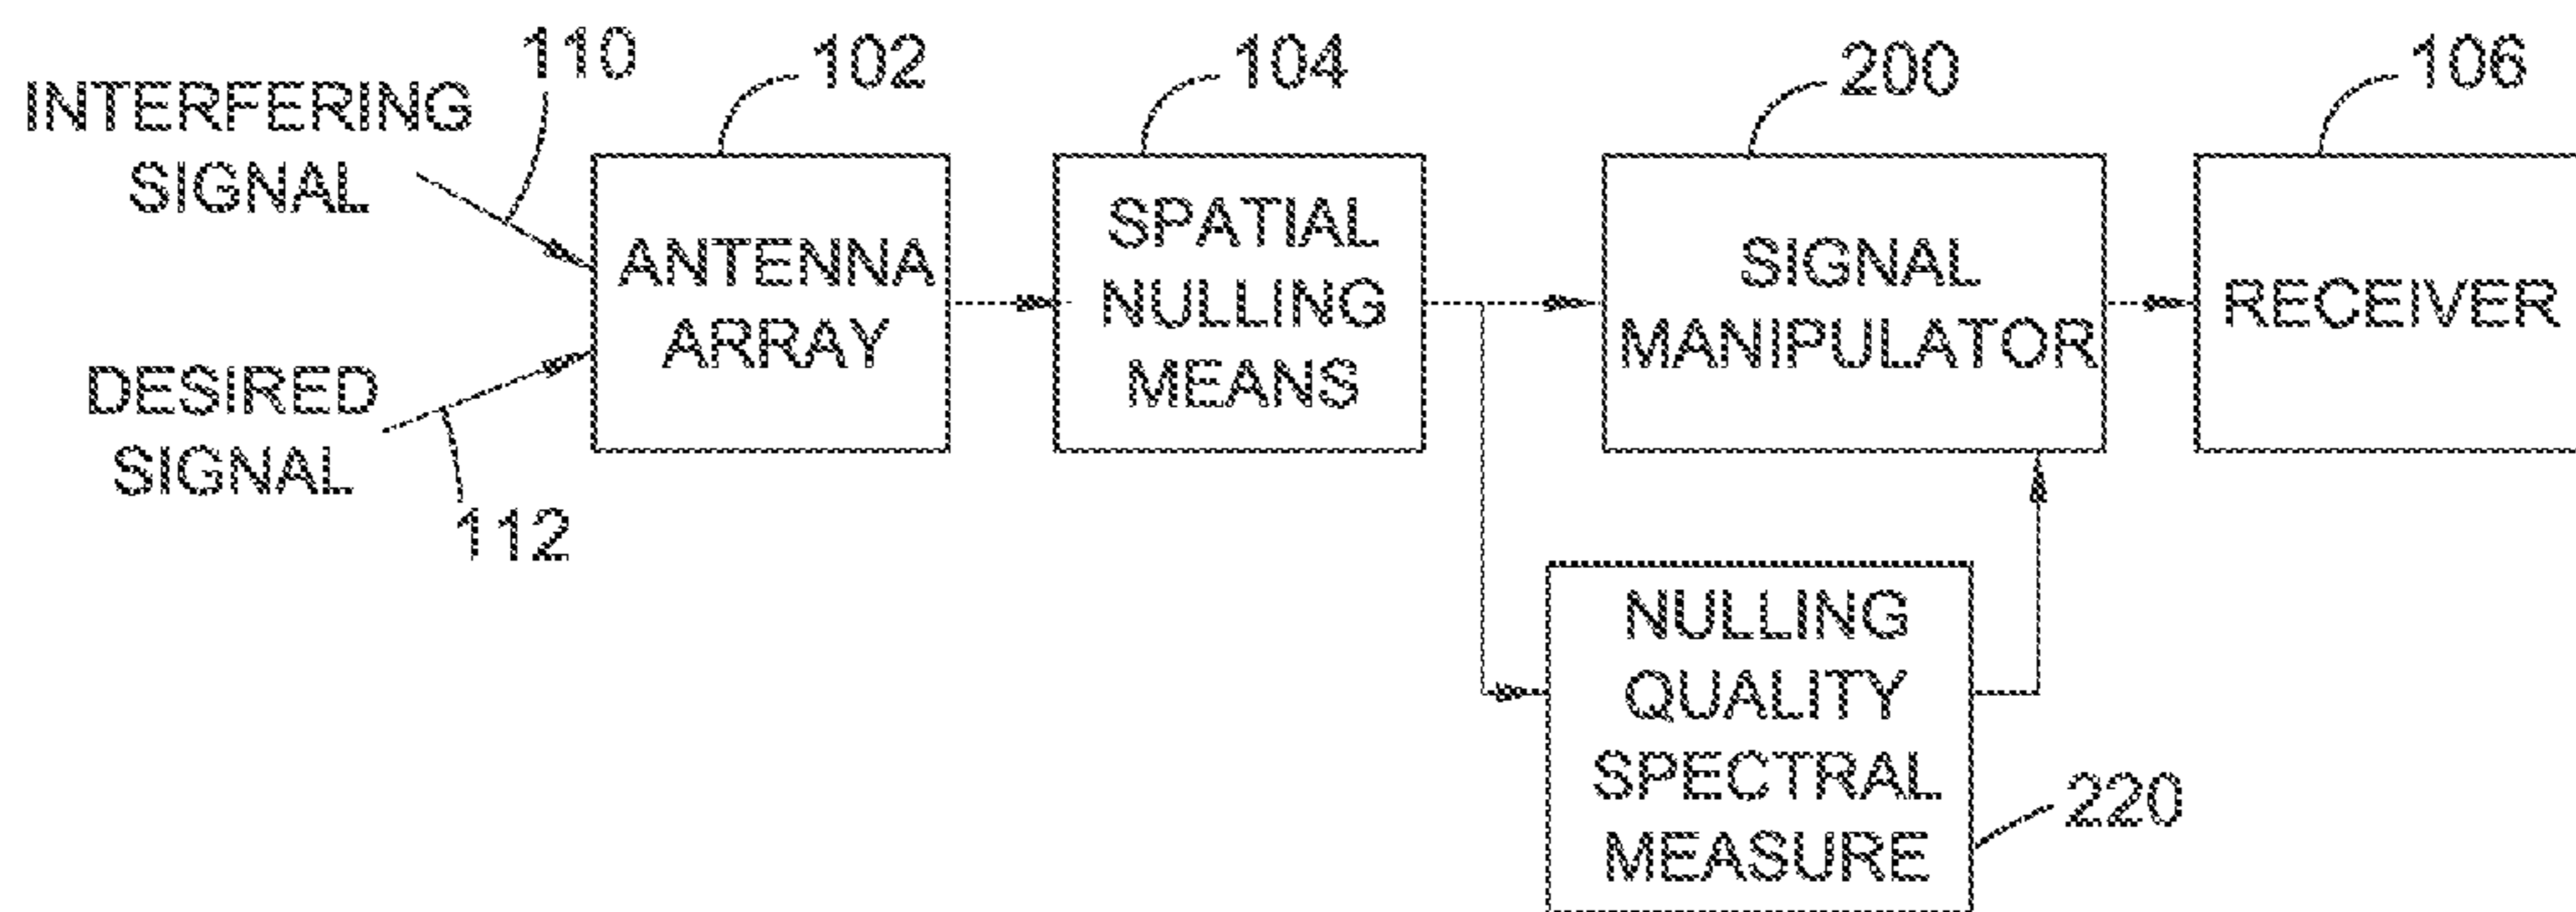 110
102
104
200
106
INTERFERING
SIGNAL
DESIRED
SIGNAL
112
ANTENNA
ARRAY
SPATIAL
NULLING
MEANS
SIGNAL
MANIPULATOR
RECEIVER
NULLING
QUALITY
SPECTRAL
MEASURE
220